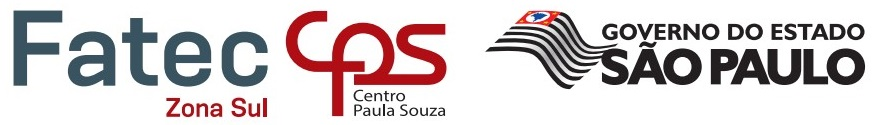 Fatec
Zona Sul
cps
Centro
Paula Souza
GOVERNO DO ESTADO
SÃO PAULO